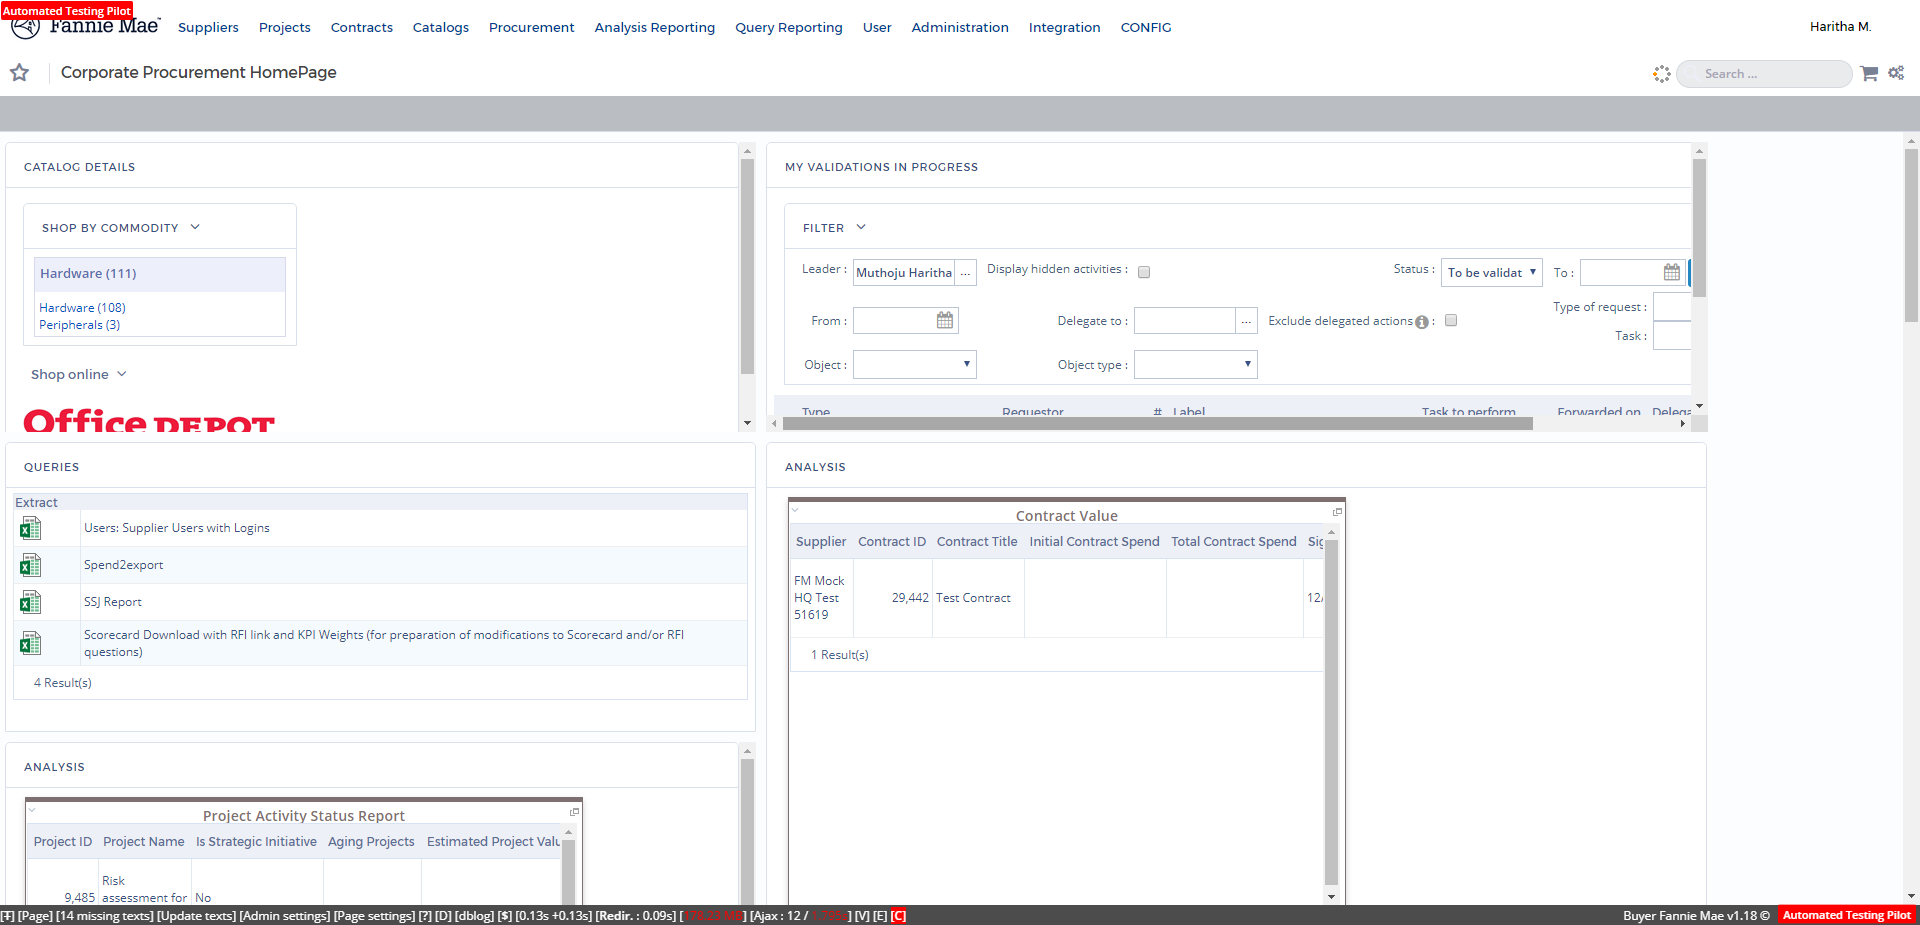 Automated Testing Pilot
Fannie Mae
Suppliers Projects Contracts Catalogs Procurement Analysis Reporting Query Reporting User Administration Integration CONFIG
Haritha M.
Corporate Procurement HomePage
Search ...
CATALOG DETAILS
SHOP BY COMMODITY
Hardware (111)
Hardware (108)
Peripherals (3)
Shop online
Office DEPOT
MY VALIDATIONS IN PROGRESS
FILTER
Leader : Muthoju Haritha ... Display hidden activities : Status : To be validat To :
From : Delegate to : ... Exclude delegated actions : Type of request :
Task :
Object : Object type :
Type Requestor # Label Task to perform Forwarded on Delega
QUERIES
Extract
Users: Supplier Users with Logins
Spend2export
SSJ Report
Scorecard Download with RFI link and KPI Weights (for preparation of modifications to Scorecard and/or RFI
questions)
4 Result(s)
ANALYSIS
Contract Value
Supplier Contract ID Contract Title Initial Contract Spend Total Contract Spend Sig
FM Mock
HQ Test
51619
29,442 Test Contract 12/
1 Result(s)
ANALYSIS
Project Activity Status Report
Project ID Project Name Is Strategic Initiative Aging Projects Estimated Project Valu
Risk
9,485 assessment for No
[T] [Page] [14 missing texts] [Update texts] [Admin settings] [Page settings] [?] [D] [dblog] [$] [0.13s +0.13s] [Redir. : 0.09s] [Ajax : 12 / ] [V] [E] [C]
Buyer Fannie Mae v1.18 © Automated Testing Pilot